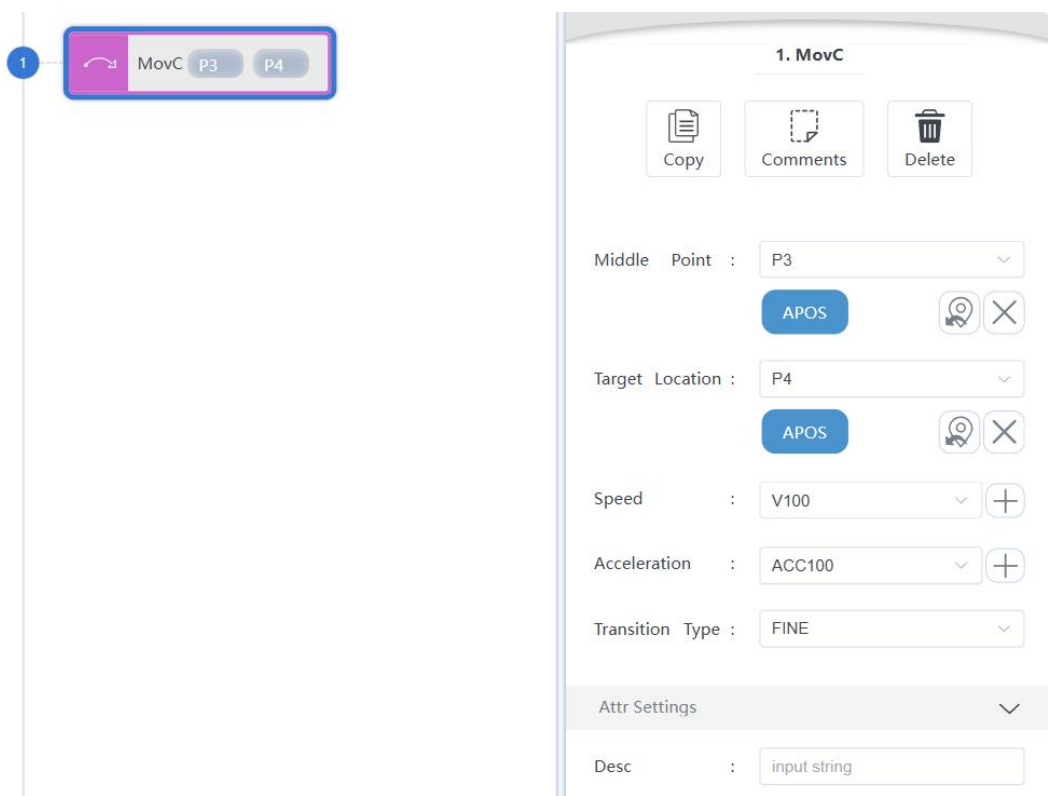 1 MovC P3 P4
1. MovC
Copy Comments Delete
Middle Point : P3
APOS
Target Location : P4
APOS
Speed : V100
Acceleration : ACC100
Transition Type : FINE
Attr Settings
Desc : input string